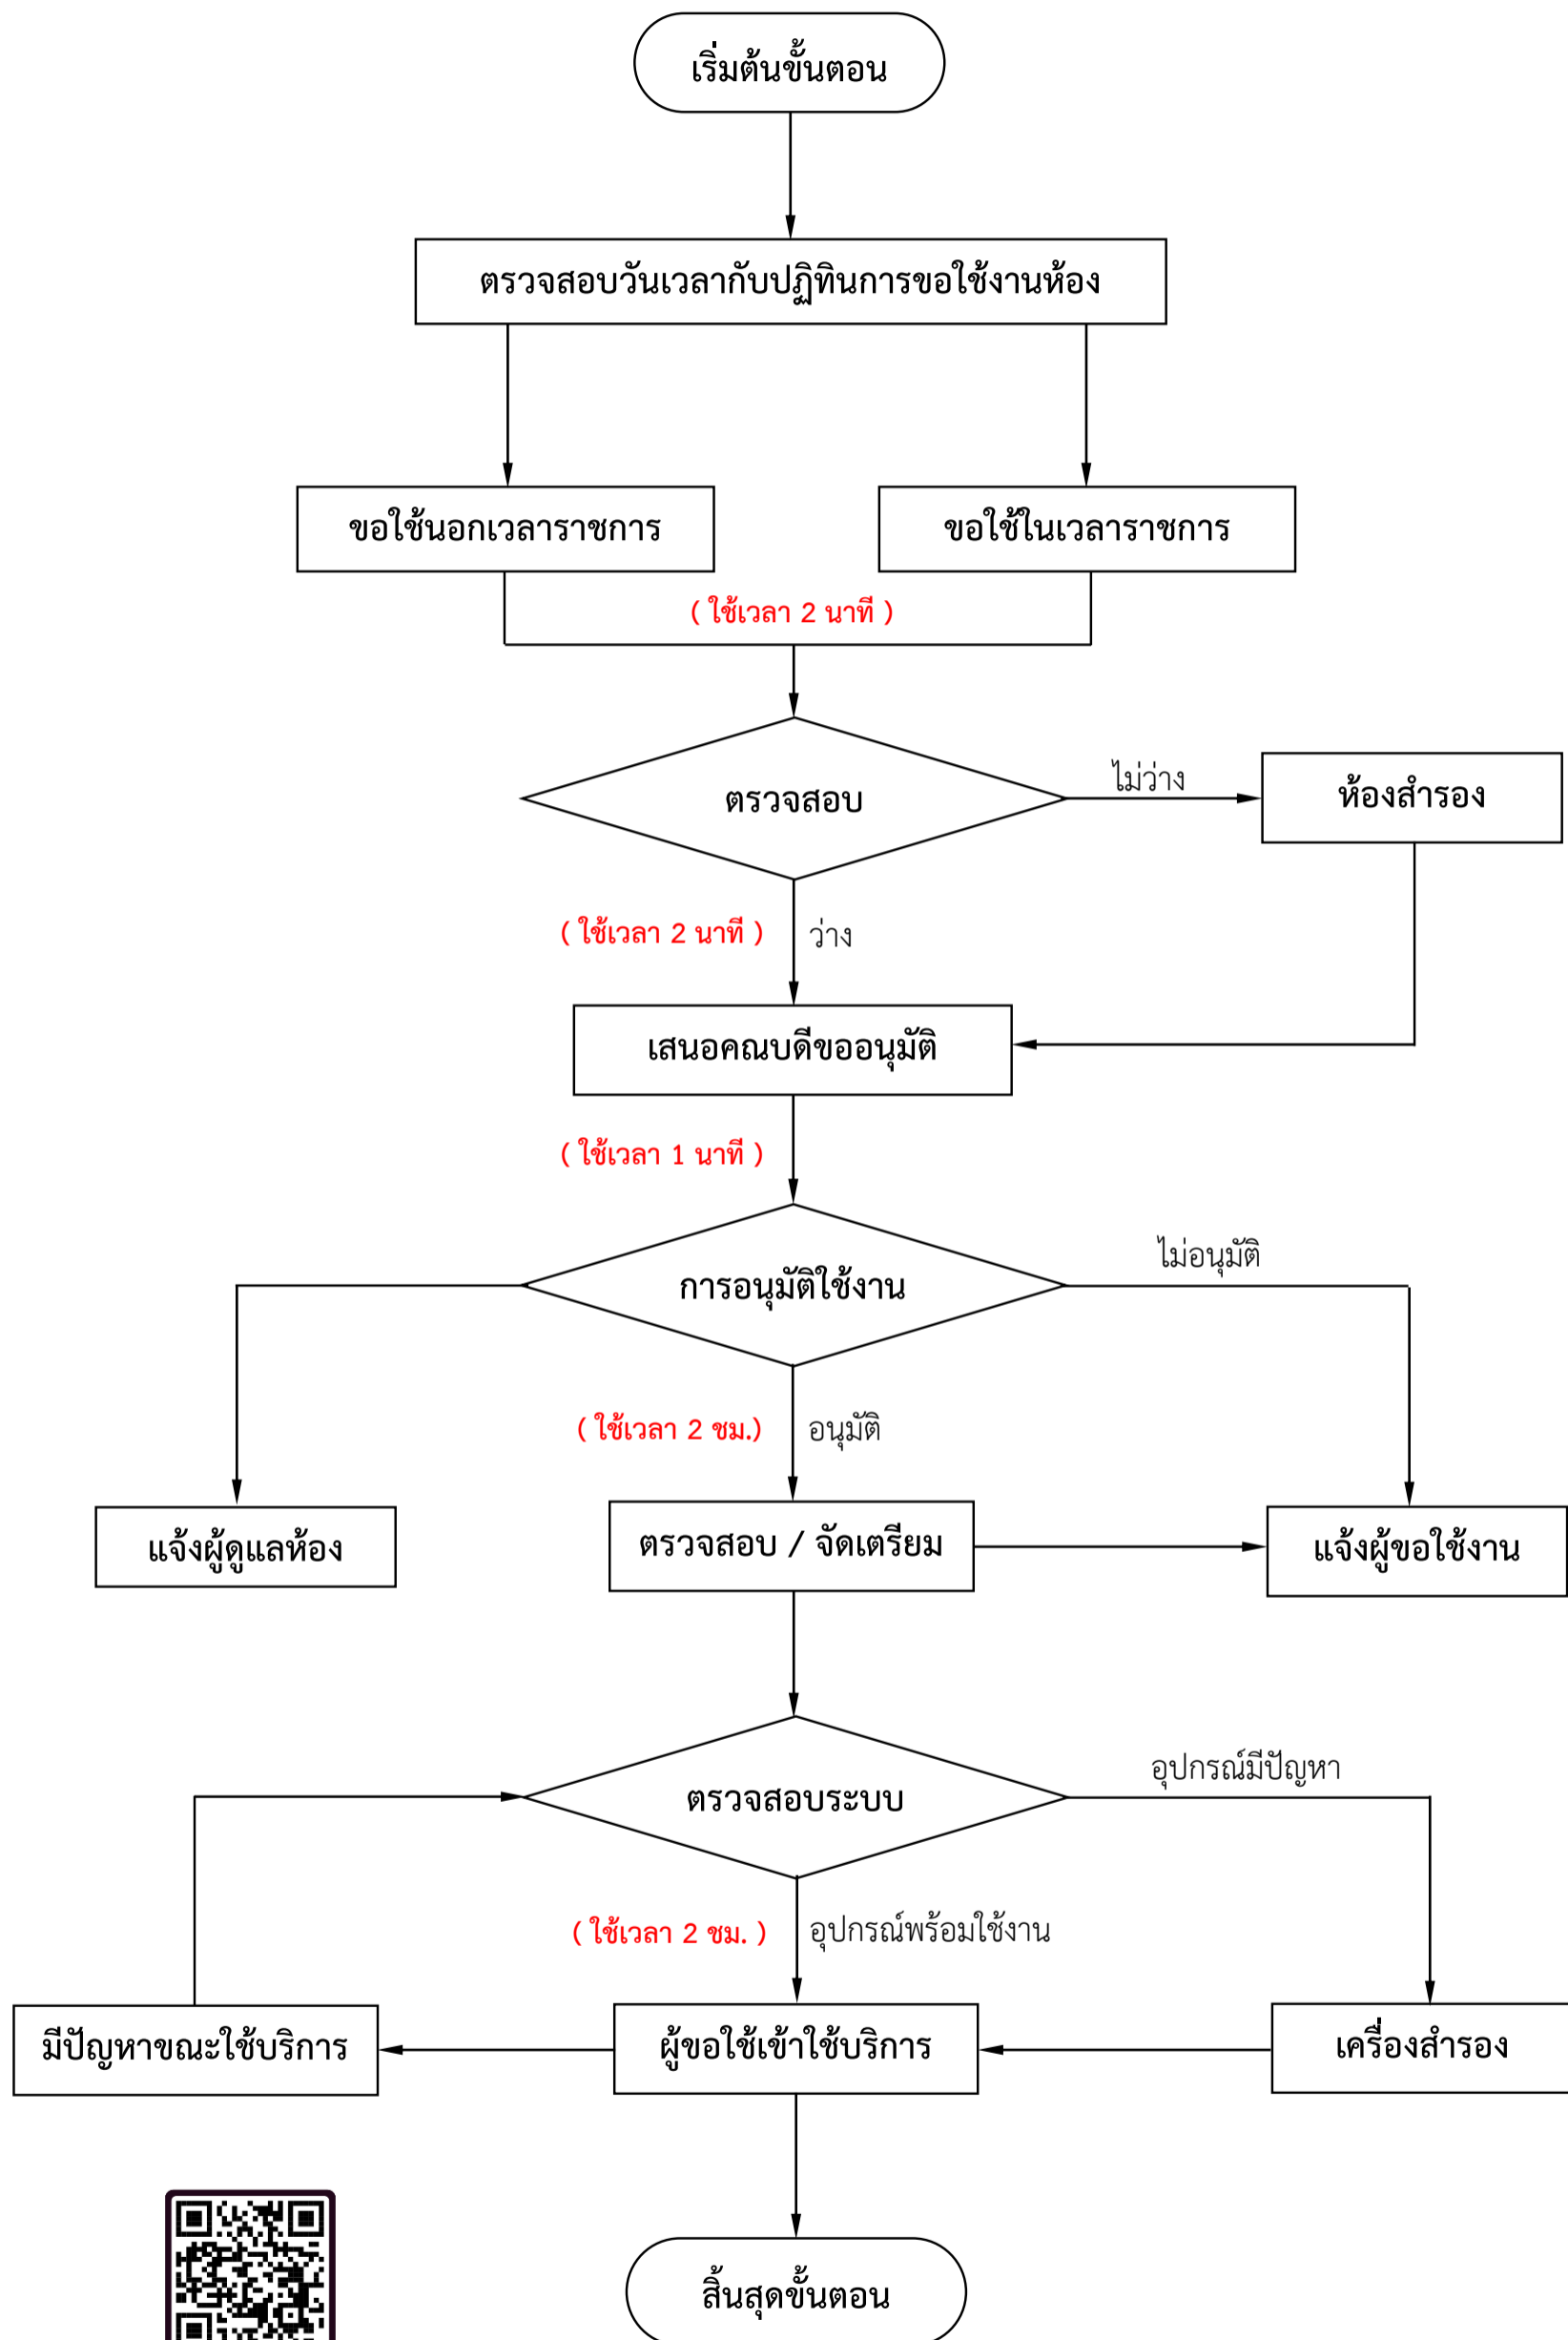 เริ่มต้นขั้นตอน
ตรวจสอบวันเวลากับปฏิทินการขอใช้งานห้อง
ขอใช้นอกเวลาราชการ
ขอใช้ในเวลาราชการ
( ใช้เวลา 2 นาที )
ตรวจสอบ
ไม่ว่าง
ห้องสำรอง
( ใช้เวลา 2 นาที )
ว่าง
เสนอคณบดีขออนุมัติ
( ใช้เวลา 1 นาที )
การอนุมัติใช้งาน
ไม่อนุมัติ
( ใช้เวลา 2 ชม.)
อนุมัติ
แจ้งผู้ดูแลห้อง
ตรวจสอบ / จัดเตรียม
แจ้งผู้ขอใช้งาน
ตรวจสอบระบบ
อุปกรณ์มีปัญหา
( ใช้เวลา 2 ชม. )
อุปกรณ์พร้อมใช้งาน
มีปัญหาขณะใช้บริการ
ผู้ขอใช้เข้าใช้บริการ
เครื่องสำรอง
สิ้นสุดขั้นตอน